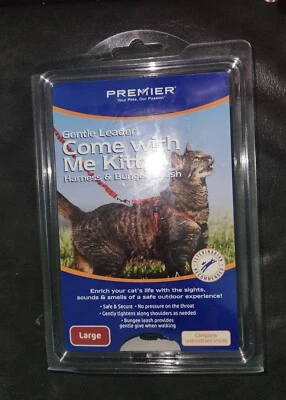 PREMIER®
Your Pets, Our Passion.®
Gentle Leader®
Come with
Me Kitty
Harness & Bungee Leash
VETERINARIAN
RECOMMENDED
Enrich your cat's life with the sights,
sounds & smells of a safe outdoor experience!
• Safe & Secure • No pressure on the throat
• Gently tightens along shoulders as needed
• Bungee leash provides
gentle give when walking
Large
Complete
instructions inside